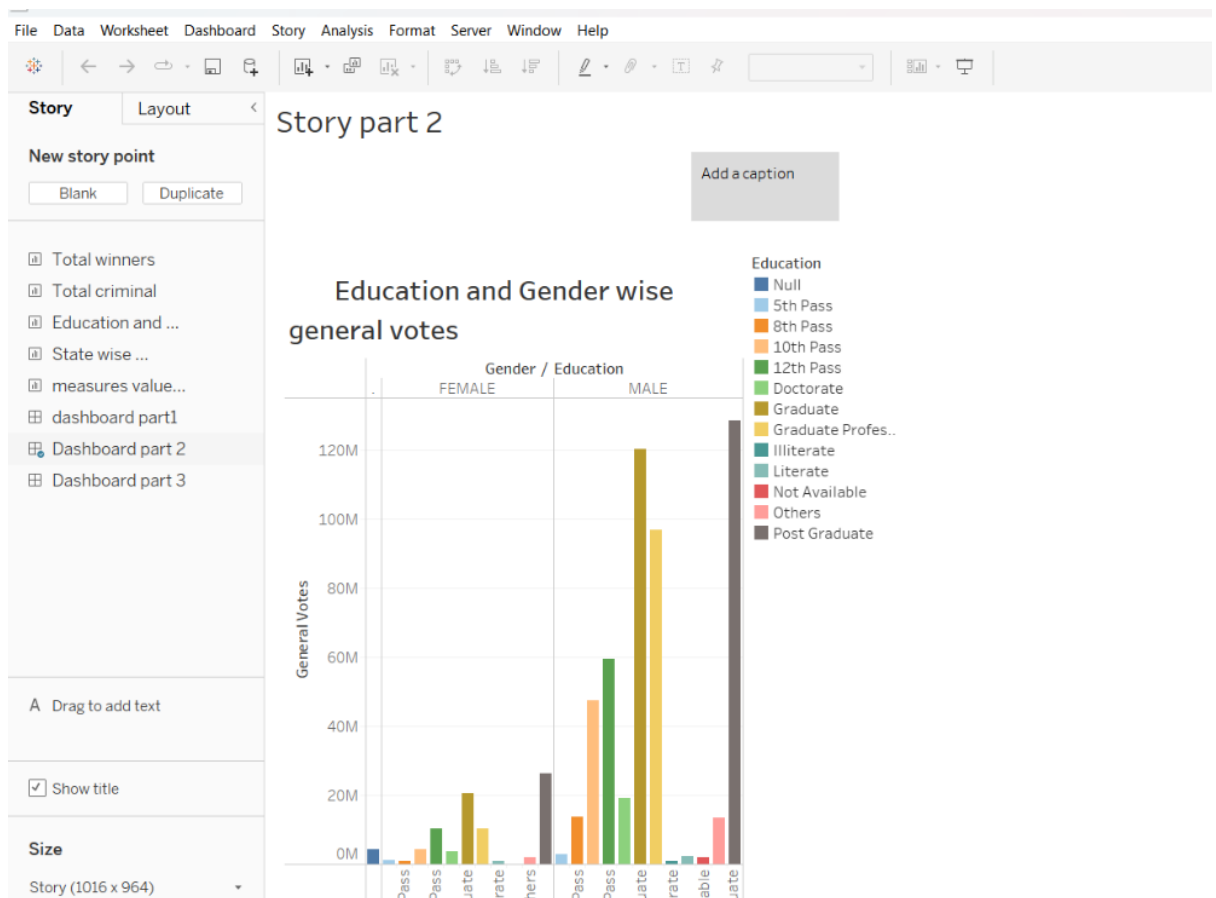 File Data Worksheet Dashboard Story Analysis Format Server Window Help
Story Layout
New story point
Blank Duplicate
Total winners
Total criminal
Education and ...
State wise ...
measures value...
dashboard part1
Dashboard part 2
Dashboard part 3
A Drag to add text
Show title
Size
Story (1016 x 964)
Story part 2
Add a caption
Education and Gender wise
general votes
Gender / Education
. FEMALE MALE
120M
100M
80M
60M
40M
20M
0M
General Votes
Pass
Pass
uate
rate
hers
Pass
Pass
uate
rate
able
uate
Education
Null
5th Pass
8th Pass
10th Pass
12th Pass
Doctorate
Graduate
Graduate Profes..
Illiterate
Literate
Not Available
Others
Post Graduate